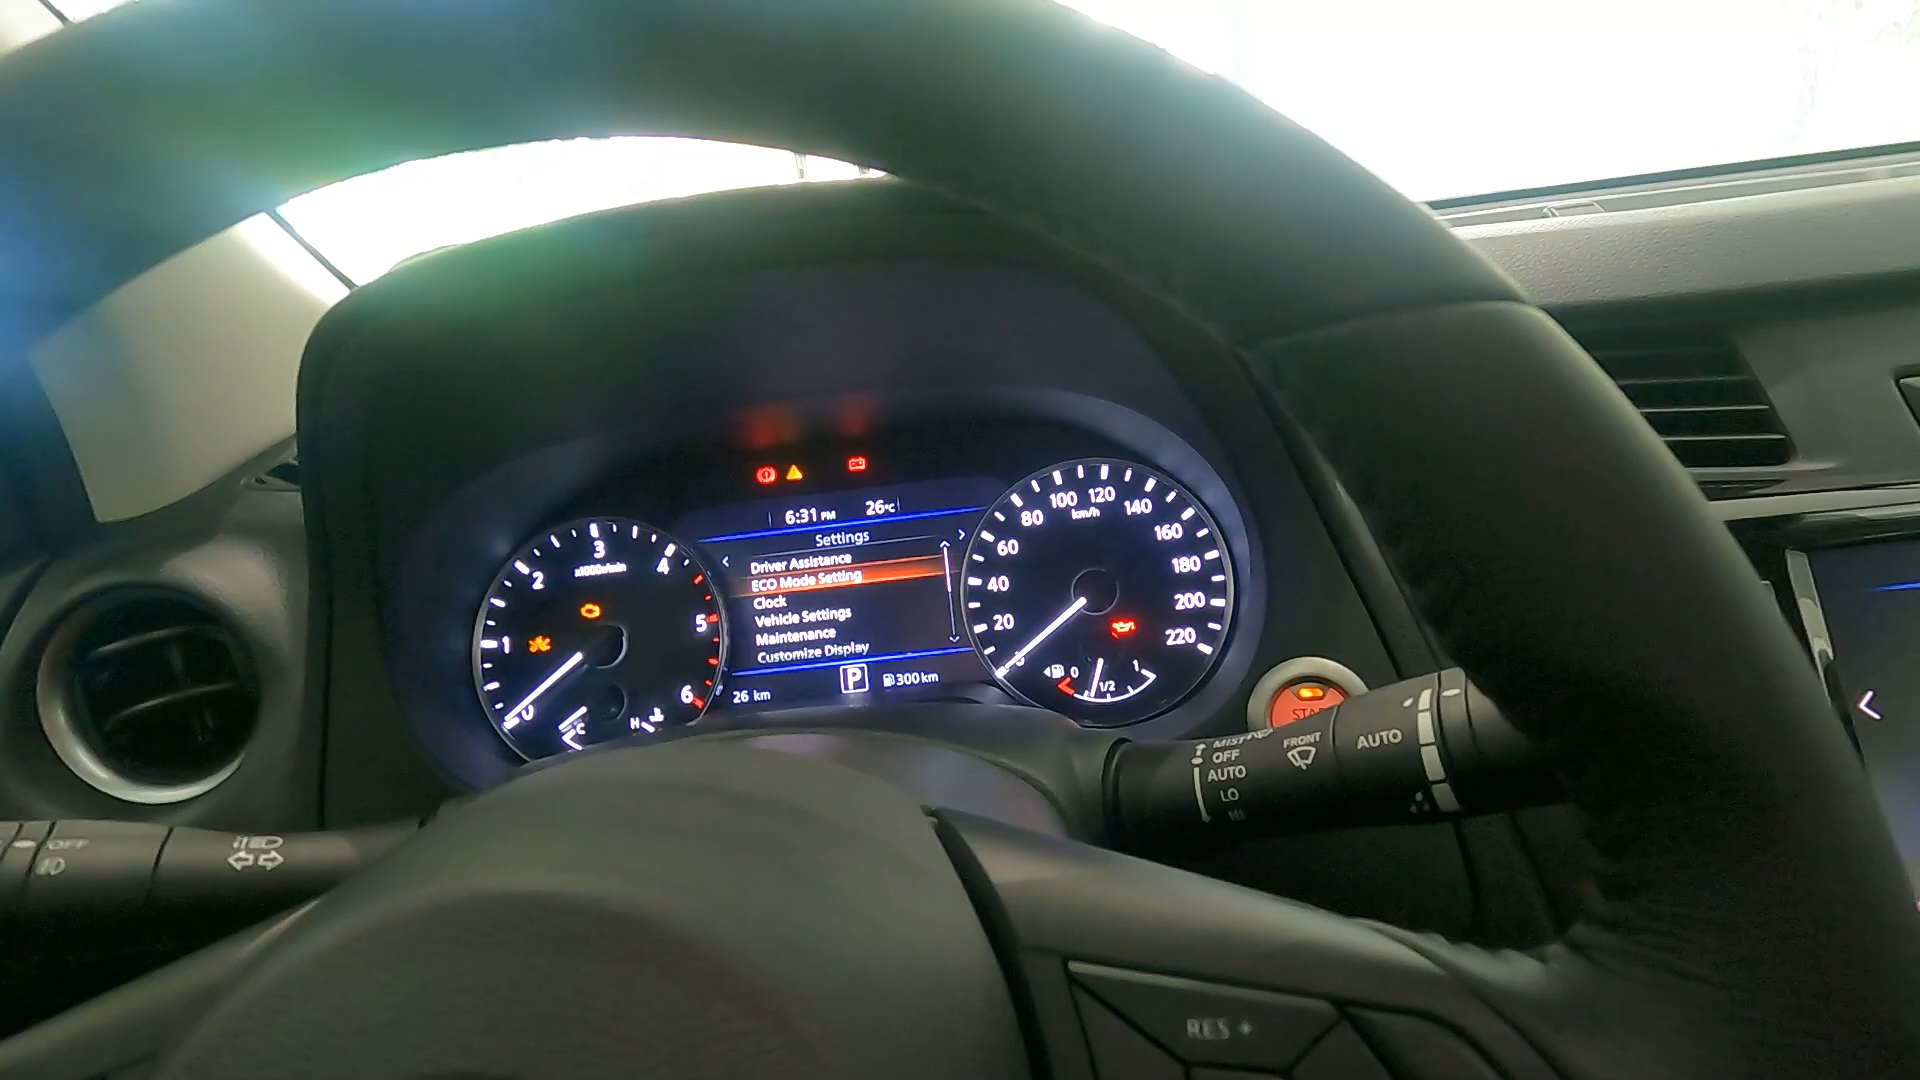 6:31 PM 26°C
Settings
Driver Assistance
ECO Mode Setting
Clock
Vehicle Settings
Maintenance
Customize Display
26 km P 300 km
0 1 2 3 4 5 6
x1000r/min
C H
20 40 60 80 100 120 140 160 180 200 220
km/h
0 1/2 1
MIST
OFF
AUTO
LO
FRONT
AUTO
OFF
RES +